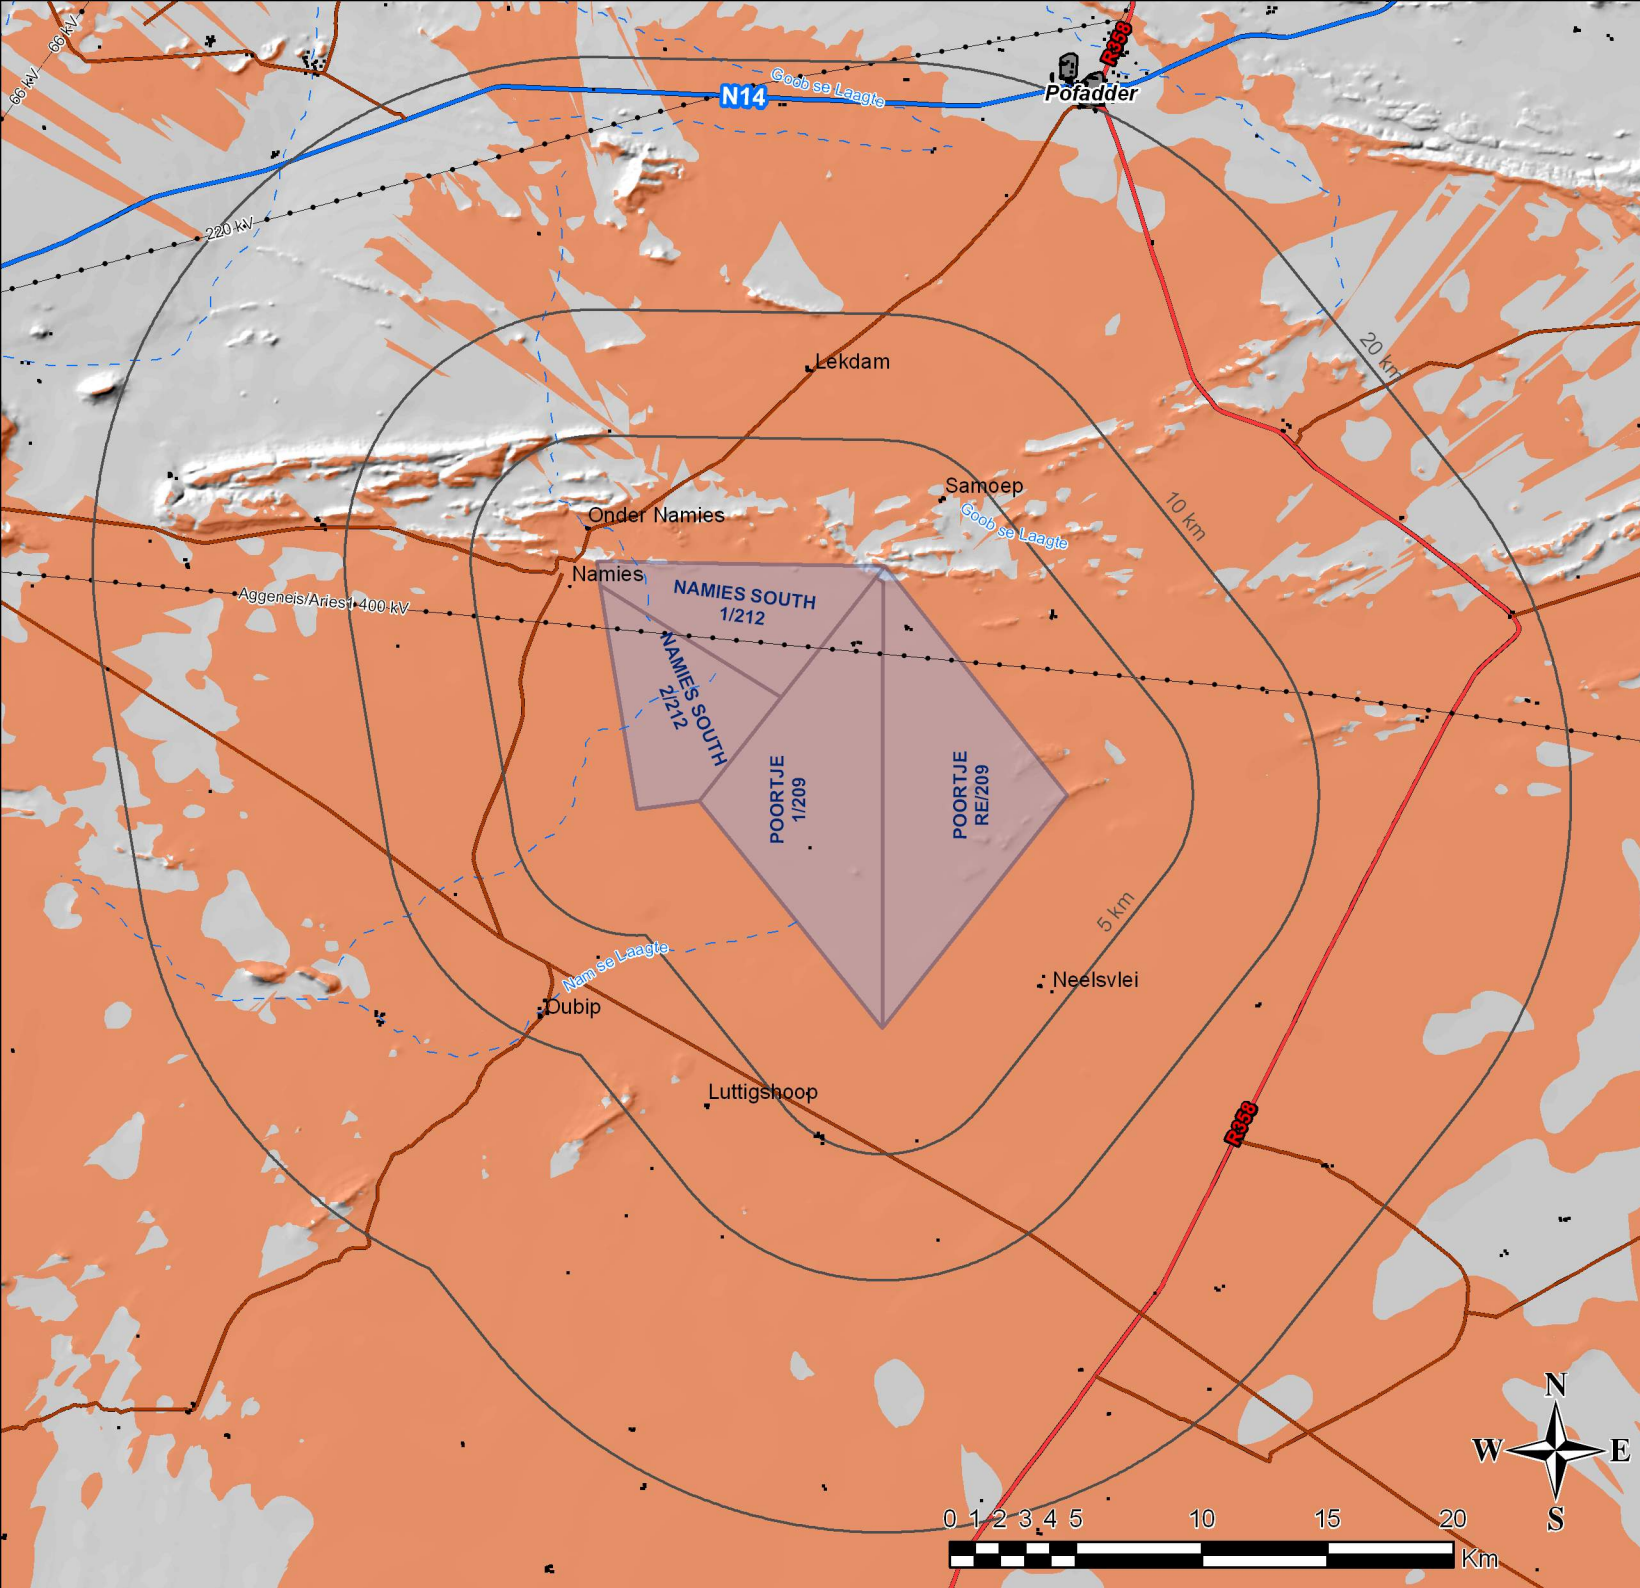 66 kV
66 kV
R358
Pofadder
N14
Goob se Laagte
220 kV
20 km
Lekdam
Samoep
10 km
Goob se Laagte
Onder Namies
Namies
NAMIES SOUTH
1/212
Aggeneis/Aries1 400 kV
NAMIES SOUTH
2/212
POORTJE
1/209
POORTJE
RE/209
5 km
Nam se Laagte
Neelsvlei
Oubip
Luttigshoop
R358
N
W E
S
0 1 2 3 4 5 10 15 20
Km